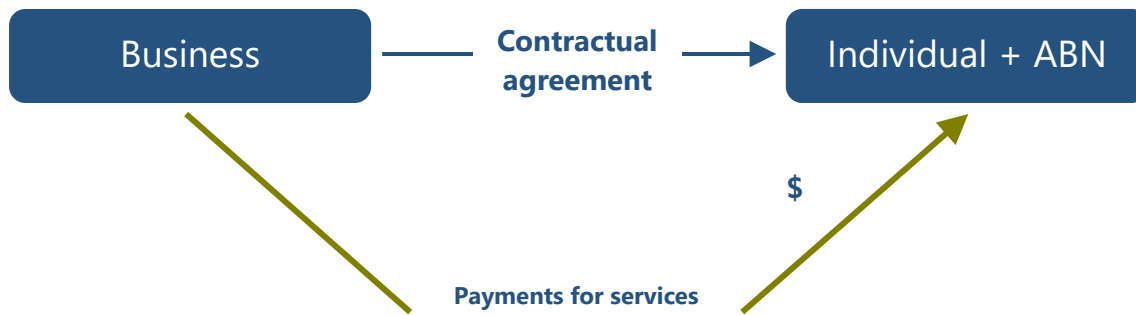 Business
Contractual
agreement
Individual + ABN
$
Payments for services